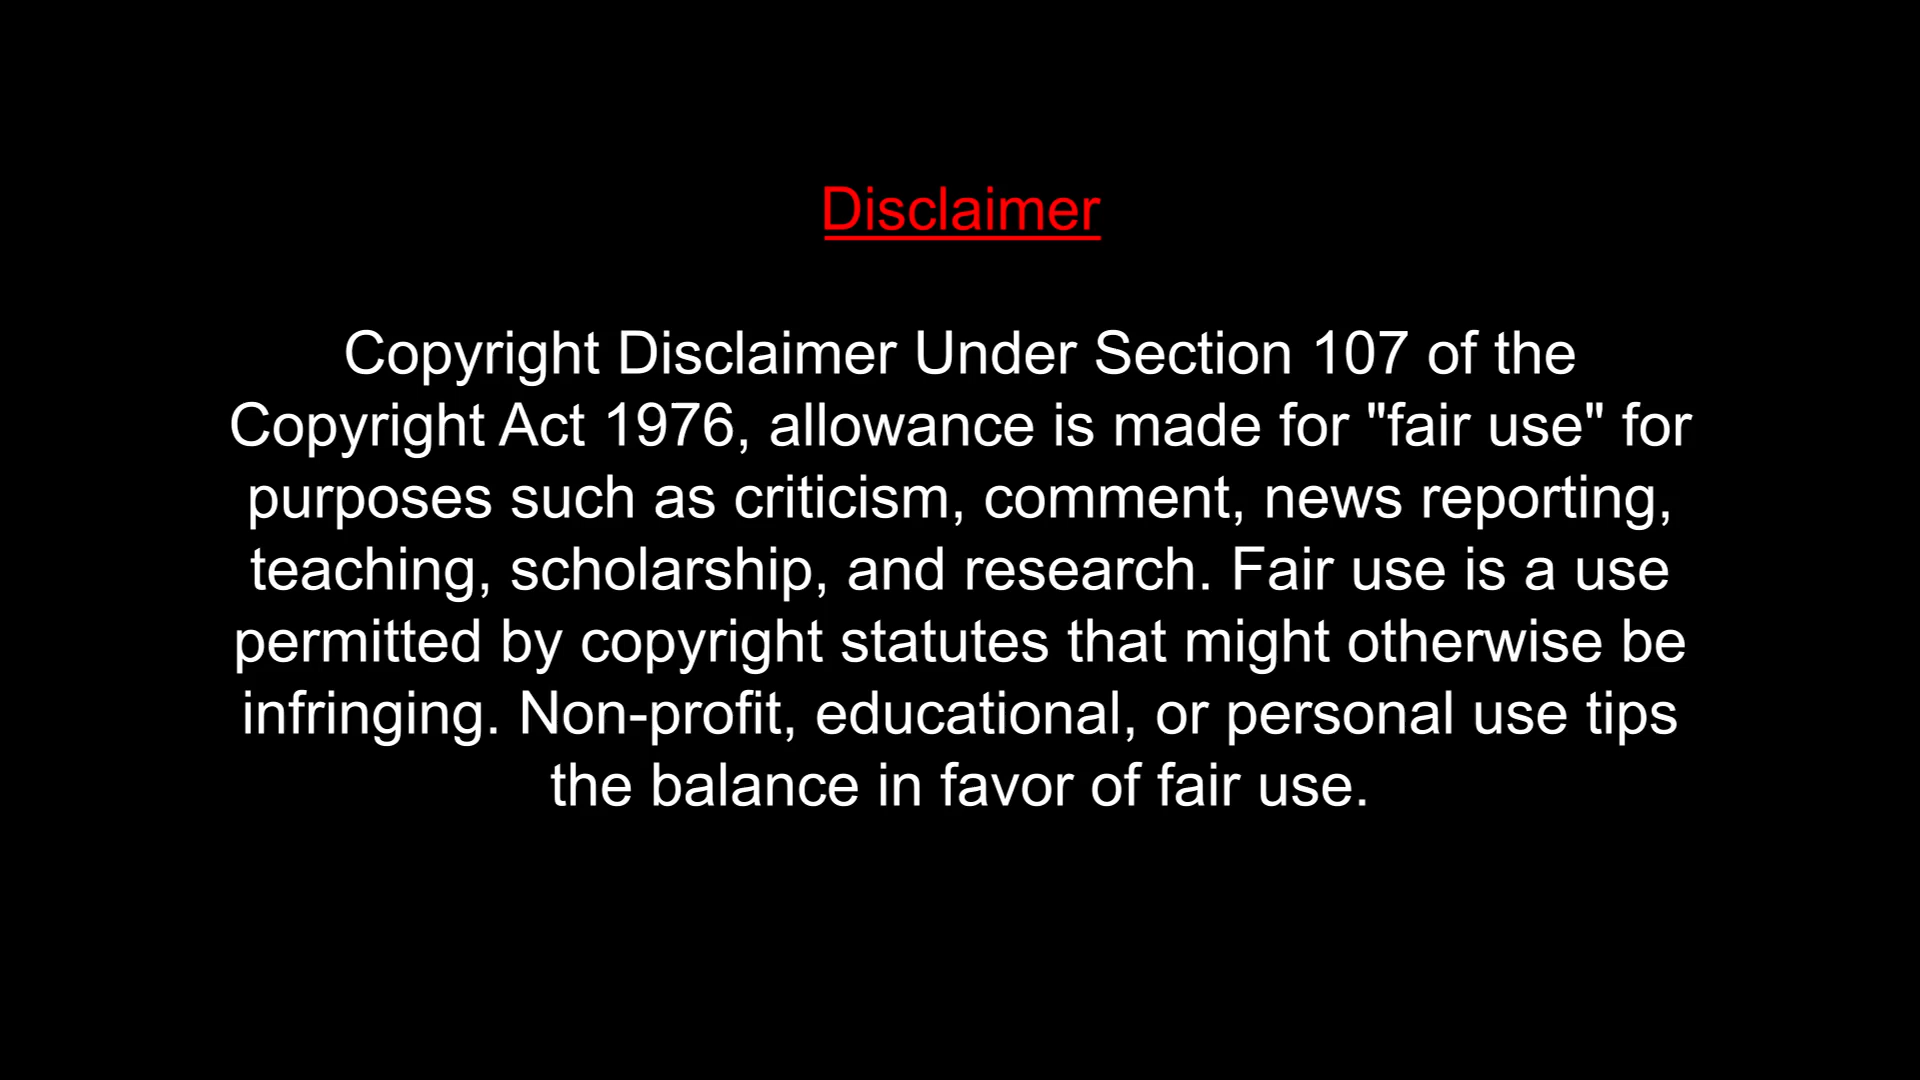 Disclaimer
Copyright Disclaimer Under Section 107 of the
Copyright Act 1976, allowance is made for "fair use" for
purposes such as criticism, comment, news reporting,
teaching, scholarship, and research. Fair use is a use
permitted by copyright statutes that might otherwise be
infringing. Non-profit, educational, or personal use tips
the balance in favor of fair use.